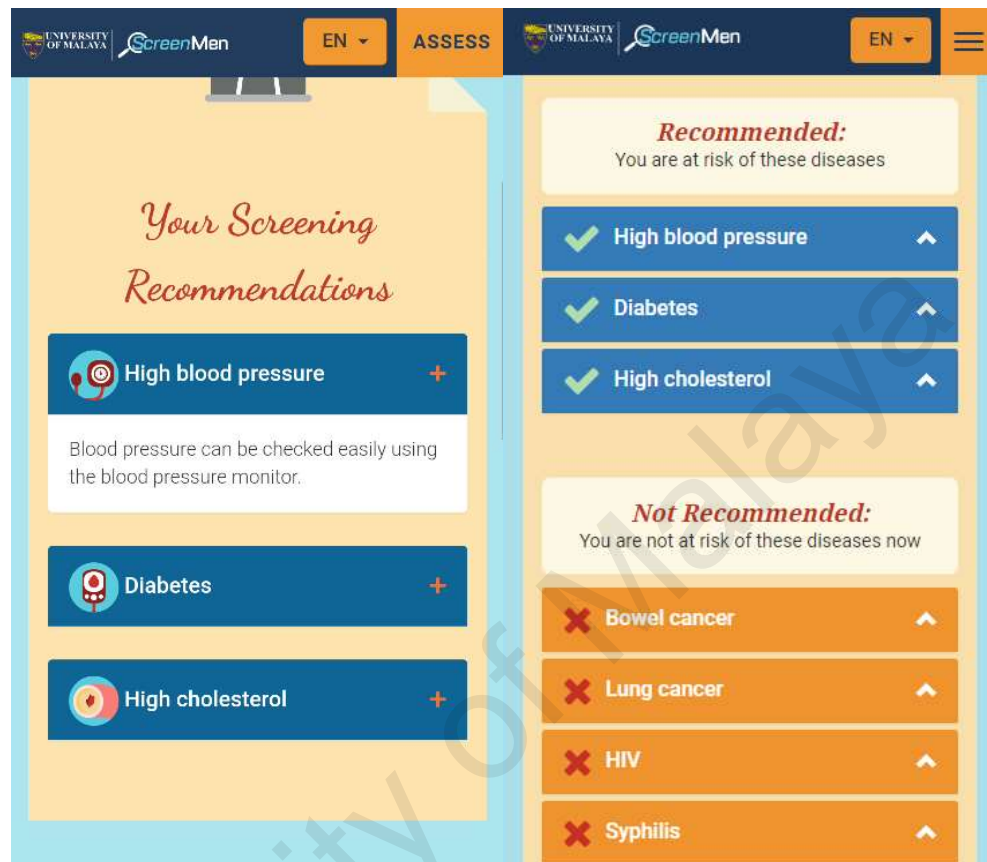 UNIVERSITY
OF MALAYA
ScreenMen
EN
ASSESS
Your Screening
Recommendations
High blood pressure
Blood pressure can be checked easily using
the blood pressure monitor.
Diabetes
High cholesterol
UNIVERSITY
OF MALAYA
ScreenMen
EN
Recommended:
You are at risk of these diseases
High blood pressure
Diabetes
High cholesterol
Not Recommended:
You are not at risk of these diseases now
Bowel cancer
Lung cancer
HIV
Syphilis
ity of Malaya